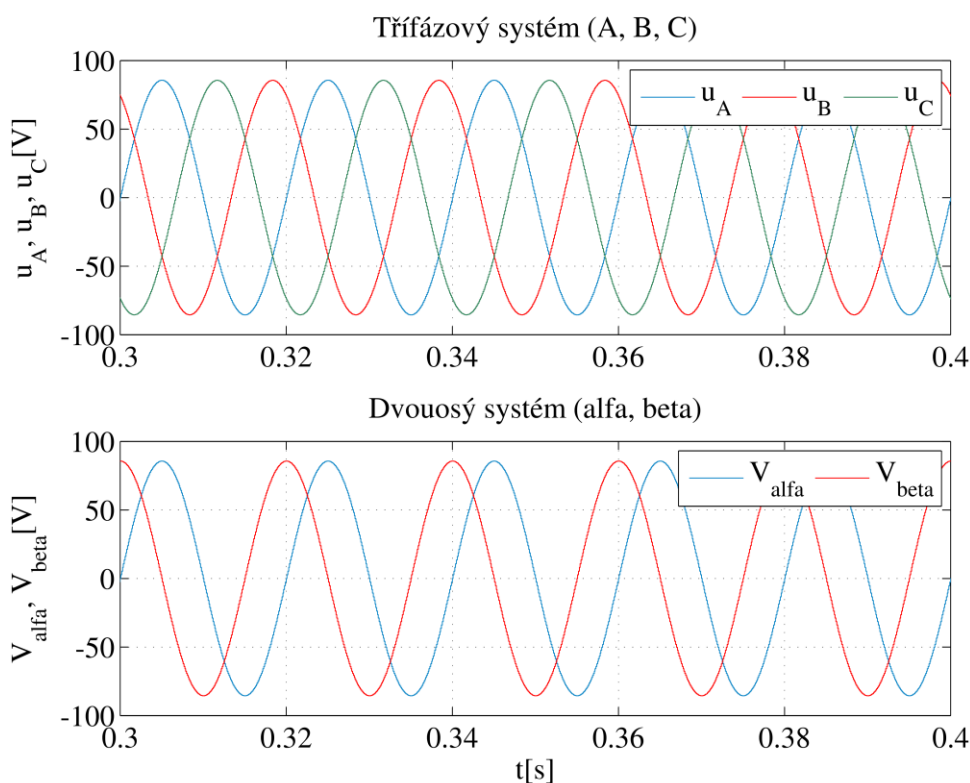 Třífázový systém (A, B, C)
u_A, u_B, u_C[V]
100
50
0
-50
-100
u_A u_B u_C
0.3 0.32 0.34 0.36 0.38 0.4
Dvouosý systém (alfa, beta)
V_alfa, V_beta[V]
100
50
0
-50
-100
V_alfa V_beta
0.3 0.32 0.34 0.36 0.38 0.4
t[s]